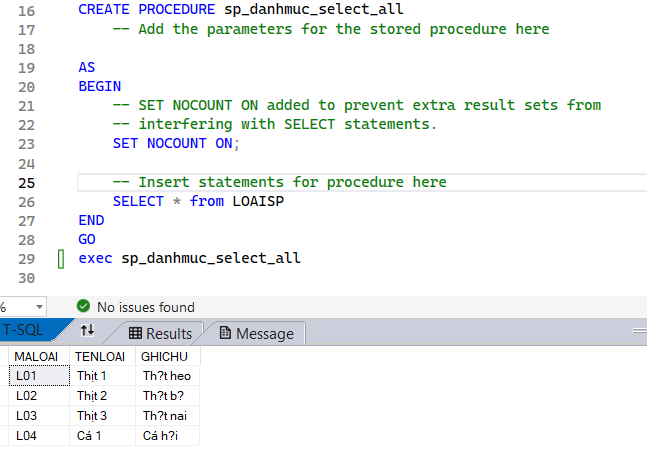 16 CREATE PROCEDURE sp_danhmuc_select_all
17 -- Add the parameters for the stored procedure here
18
19 AS
20 BEGIN
21 -- SET NOCOUNT ON added to prevent extra result sets from
22 -- interfering with SELECT statements.
23 SET NOCOUNT ON;
24
25 -- Insert statements for procedure here
26 SELECT * from LOAISP
27 END
28 GO
29 exec sp_danhmuc_select_all
30
% No issues found
T-SQL Results Message
MALOAI TENLOAI GHICHU
L01 Thịt 1 Th?t heo
L02 Thịt 2 Th?t b?
L03 Thịt 3 Th?t nai
L04 Cá 1 Cá h?i